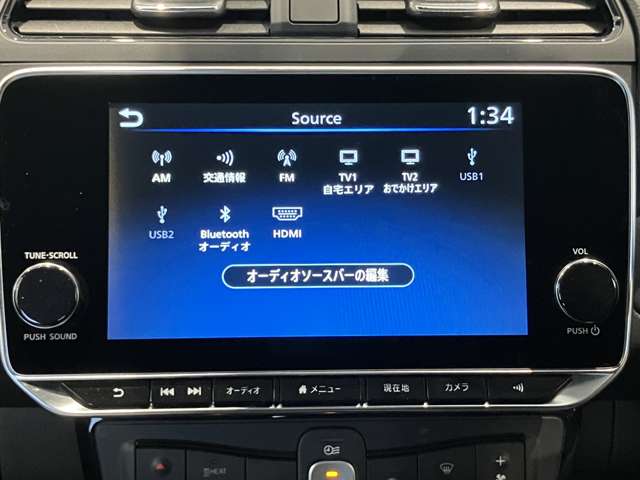 Source
1:34
AM
交通情報
FM
TV1
自宅エリア
TV2
おでかけエリア
USB1
USB2
Bluetooth
オーディオ
HDMI
オーディオソースバーの編集
TUNE·SCROLL
PUSH SOUND
VOL
PUSH
オーディオ
メニュー
現在地
カメラ
HEAT